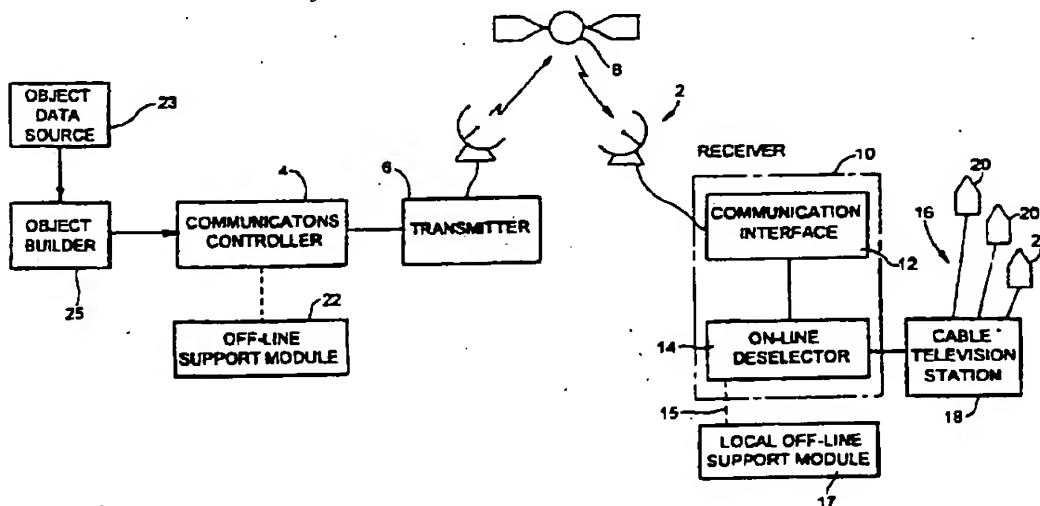 8
2
OBJECT
DATA
SOURCE
23
4
6
RECEIVER
10
20
20
2
16
OBJECT
BUILDER
25
COMMUNICATONS
CONTROLLER
TRANSMITTER
COMMUNICATION
INTERFACE
12
22
OFF-LINE
SUPPORT MODULE
14
ON-LINE
DESELECTOR
CABLE
TELEVISION
STATION
18
15
LOCAL OFF-LINE
SUPPORT MODULE
17